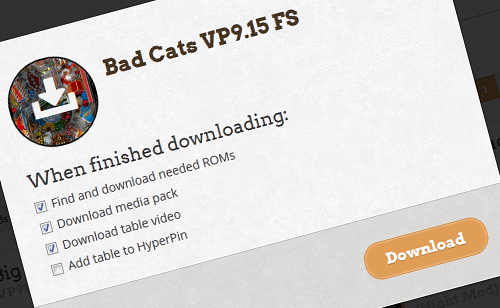 Bad Cats VP9.15 FS
When finished downloading:
Find and download needed ROMs
Download media pack
Download table video
Add table to HyperPin
Download
Big